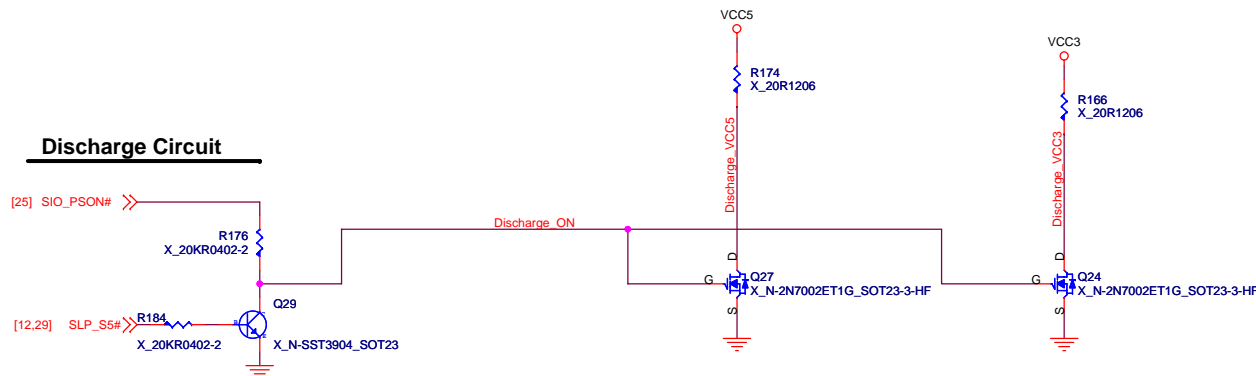 VCC5
VCC3
R174
X_20R1206
R166
X_20R1206
Discharge_VCC5
Discharge_VCC3
Discharge Circuit
[25] SIO_PSON#
Discharge_ON
R176
X_20KR0402-2
D
G
S
Q27
X_N-2N7002ET1G_SOT23-3-HF
D
G
S
Q24
X_N-2N7002ET1G_SOT23-3-HF
Q29
C
B
E
X_N-SST3904_SOT23
[12,29] SLP_S5#
R184
X_20KR0402-2